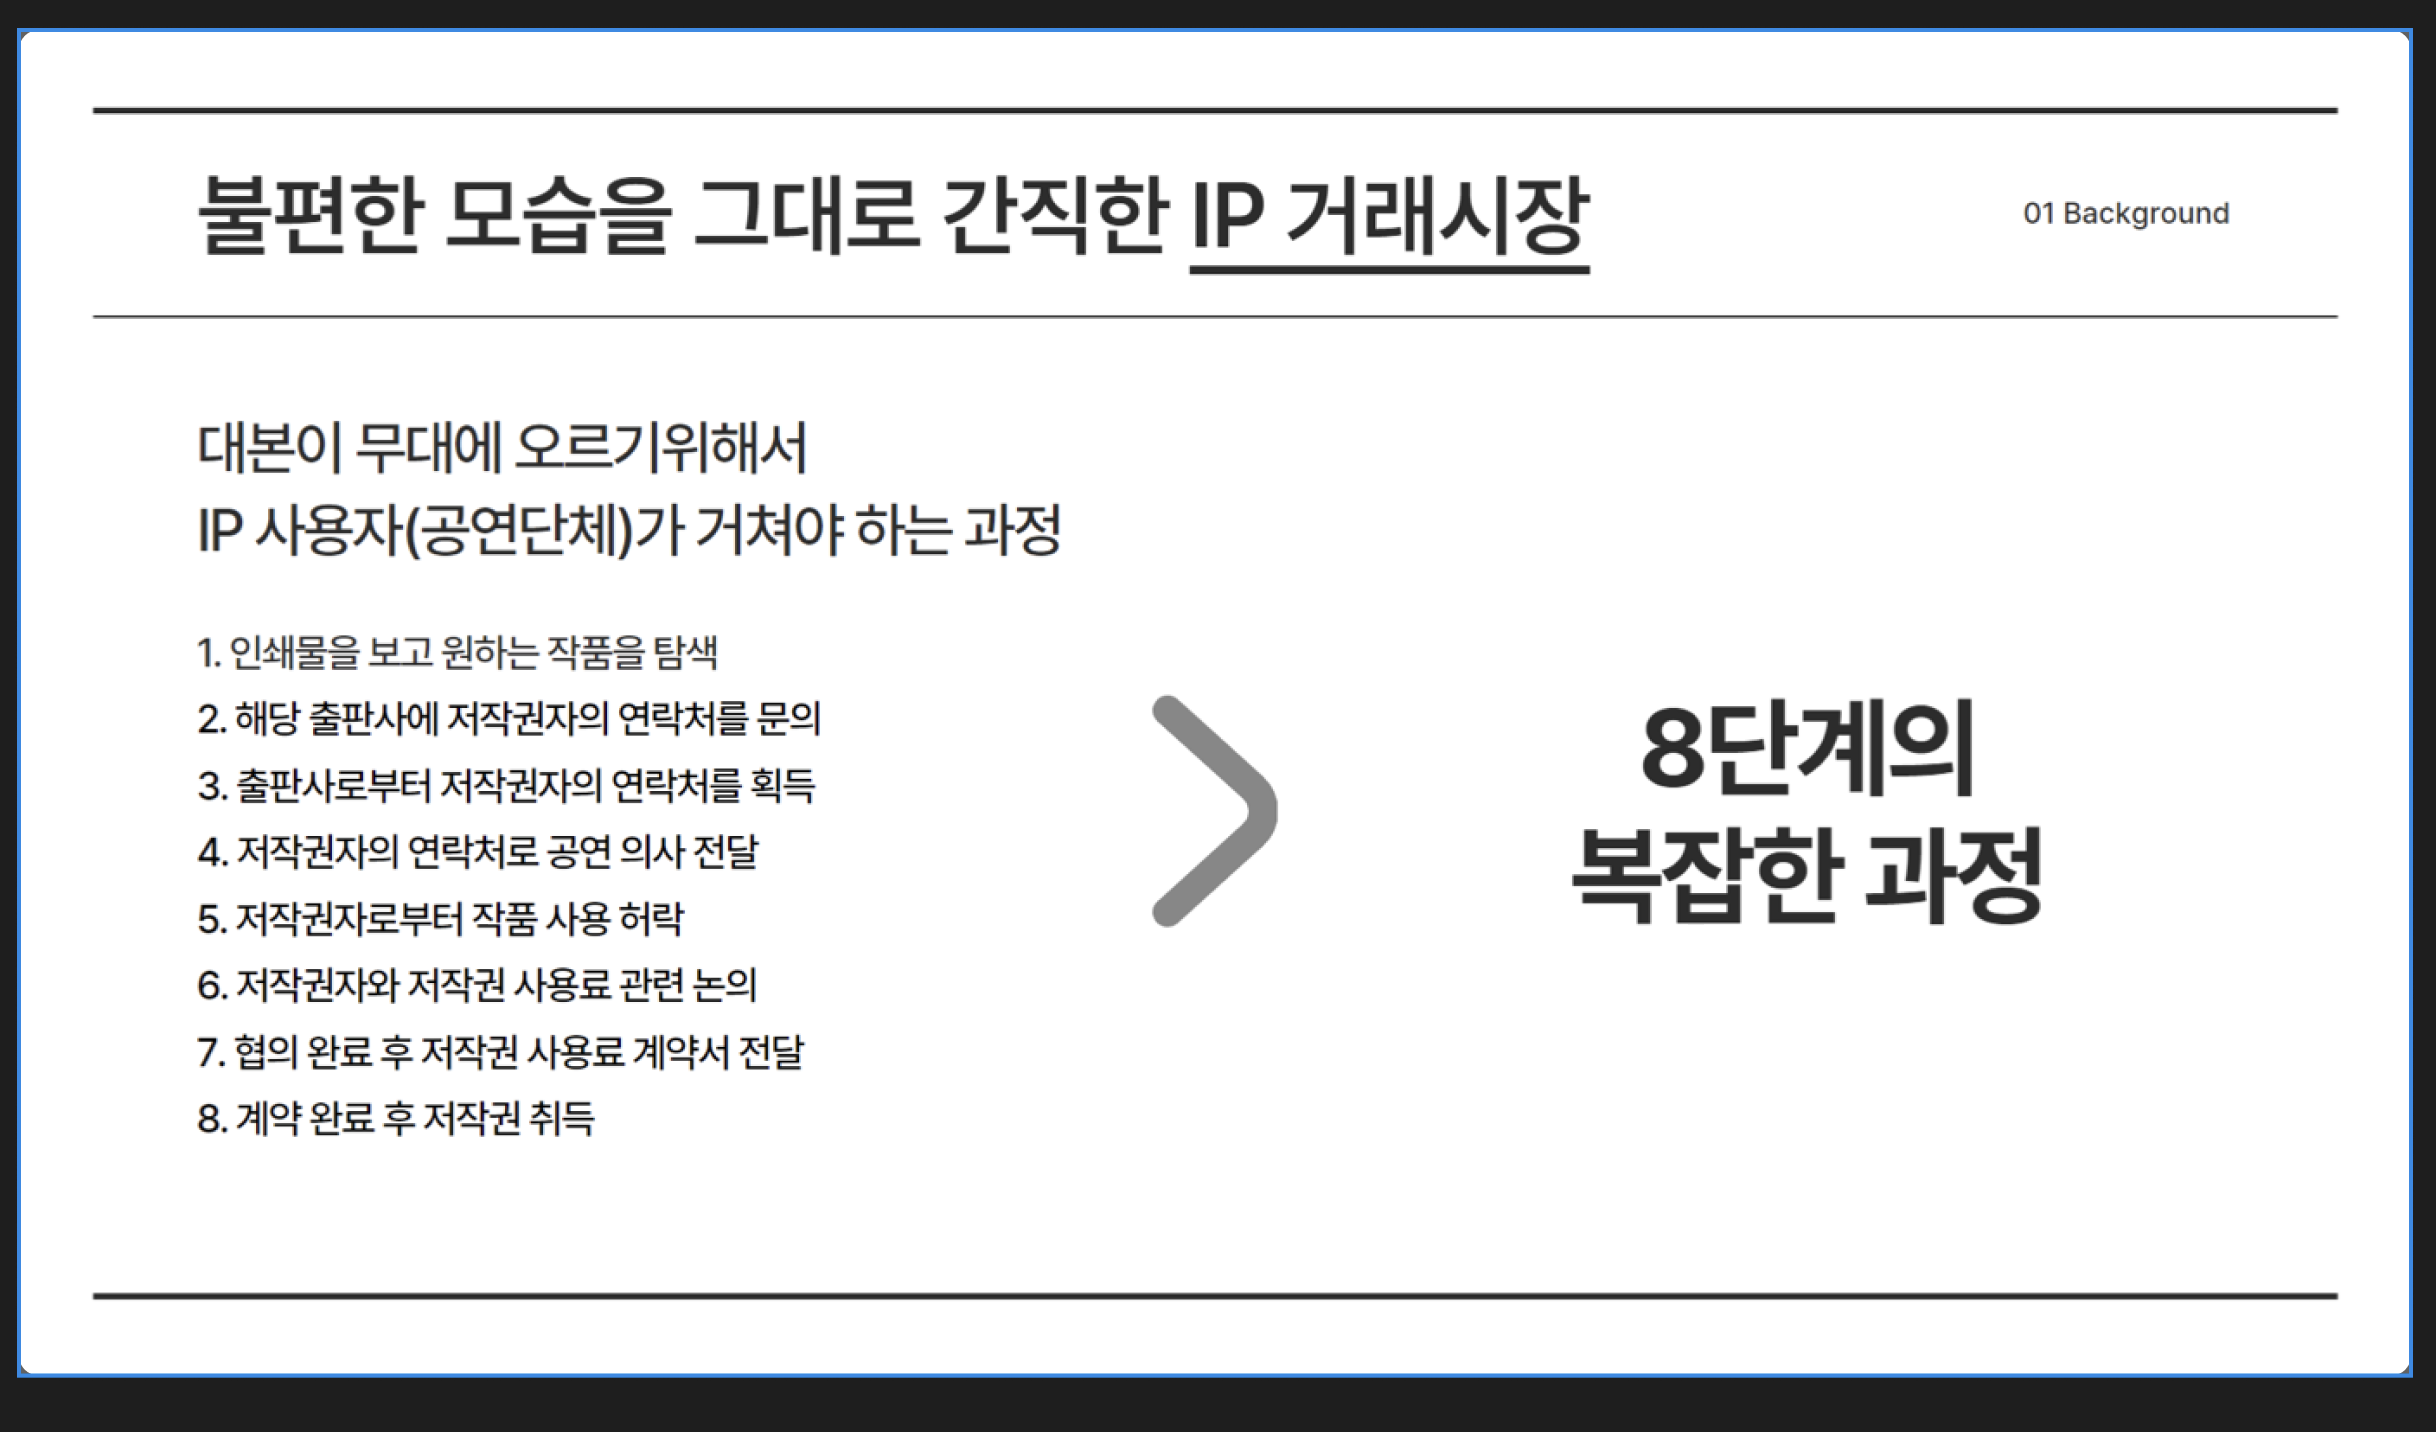 불편한 모습을 그대로 간직한 IP 거래시장
01 Background
대본이 무대에 오르기위해서
IP 사용자(공연단체)가 거쳐야 하는 과정
1. 인쇄물을 보고 원하는 작품을 탐색
2. 해당 출판사에 저작권자의 연락처를 문의
3. 출판사로부터 저작권자의 연락처를 획득
4. 저작권자의 연락처로 공연 의사 전달
5. 저작권자로부터 작품 사용 허락
6. 저작권자와 저작권 사용료 관련 논의
7. 협의 완료 후 저작권 사용료 계약서 전달
8. 계약 완료 후 저작권 취득
8단계의
복잡한 과정